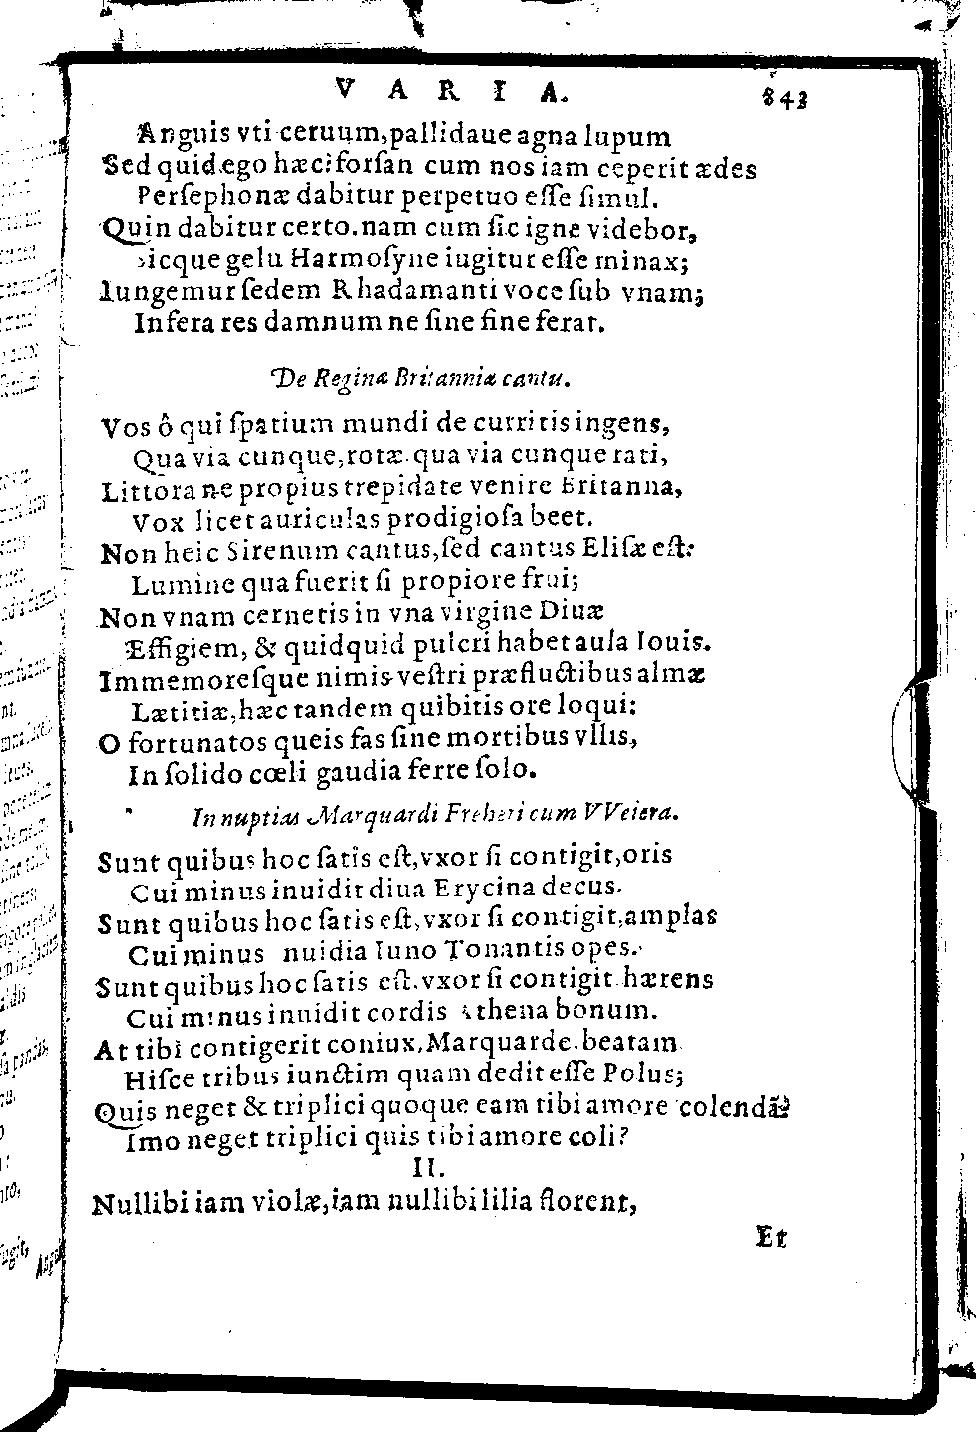 VARIA. 843
Anguis vti ceruum, pallidaue agna lupum
Sed quid ego hæc? forſan cum nos iam ceperit ædes
Perſephonæ dabitur perpetuo eſſe ſimul.
Quin dabitur certo. nam cum ſic igne videbor,
Sicque gelu Harmoſyne iugitur eſſe minax;
Iungemur ſedem Rhadamanti voce ſub vnam;
Infera res damnum ne ſine fine ferat.
De Reginæ Britanniæ cantu.
Vos ô qui ſpatium mundi decurritis ingens,
Qua via cunque, rotæ. qua via cunque rati,
Littora ne propius trepidate venire Britanna,
Vox licet auriculas prodigioſa beet.
Non heic Sirenum cantus, ſed cantus Eliſæ eſt:
Lumine qua fuerit ſi propiore frui;
Non vnam cernetis in vna virgine Diuæ
Effigiem, & quidquid pulcri habet aula Iouis.
Immemoreſque nimis veſtri præ fluctibus almæ
Lætitiæ, hæc tandem quibitis ore loqui:
O fortunatos queis fas ſine mortibus vllis,
In ſolido cœli gaudia ferre ſolo.
In nuptias Marquardi Freheri cum VVeiera.
Sunt quibus hoc ſatis eſt, vxor ſi contigit, oris
Cui minus inuidit diua Erycina decus.
Sunt quibus hoc ſatis eſt, vxor ſi contigit, amplas
Cui minus nuidia Iuno Tonantis opes.
Sunt quibus hoc ſatis eſt. vxor ſi contigit hærens
Cui minus inuidit cordis Athena bonum.
At tibi contigerit coniux, Marquarde, beatam
Hiſce tribus iunctim quam dedit eſſe Polus;
Quis neget & triplici quoque eam tibi amore colendã?
Imo neget triplici quis tibi amore coli?
II.
Nullibi iam violæ, iam nullibi lilia florent,
Et